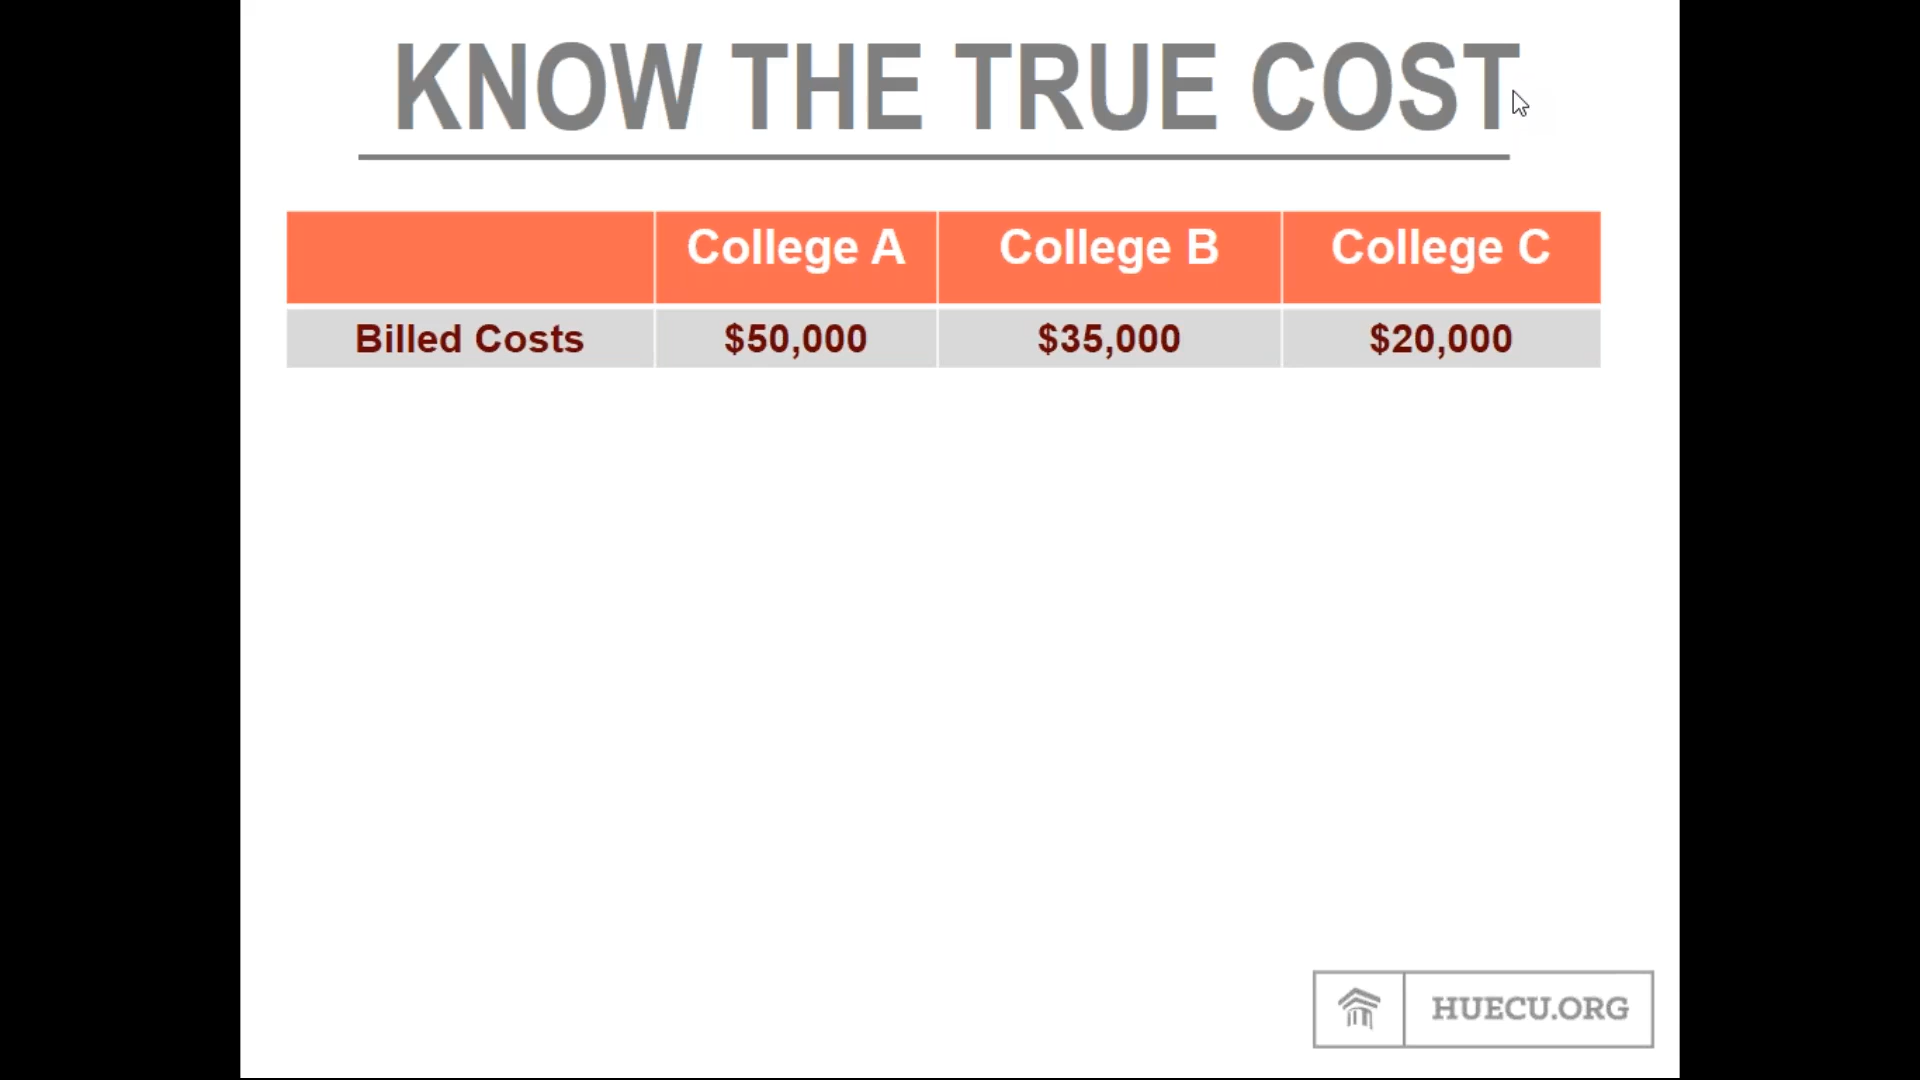 KNOW THE TRUE COST
College A College B College C
Billed Costs $50,000 $35,000 $20,000
HUECU.ORG